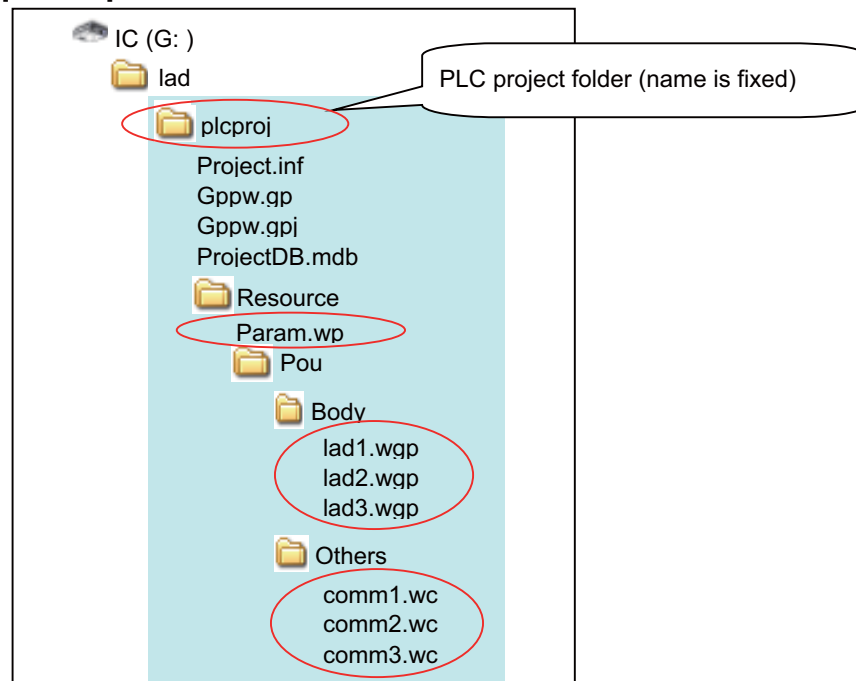 IC (G: )
lad
PLC project folder (name is fixed)
plcproj
Project.inf
Gppw.gp
Gppw.gpj
ProjectDB.mdb
Resource
Param.wp
Pou
Body
lad1.wgp
lad2.wgp
lad3.wgp
Others
comm1.wc
comm2.wc
comm3.wc